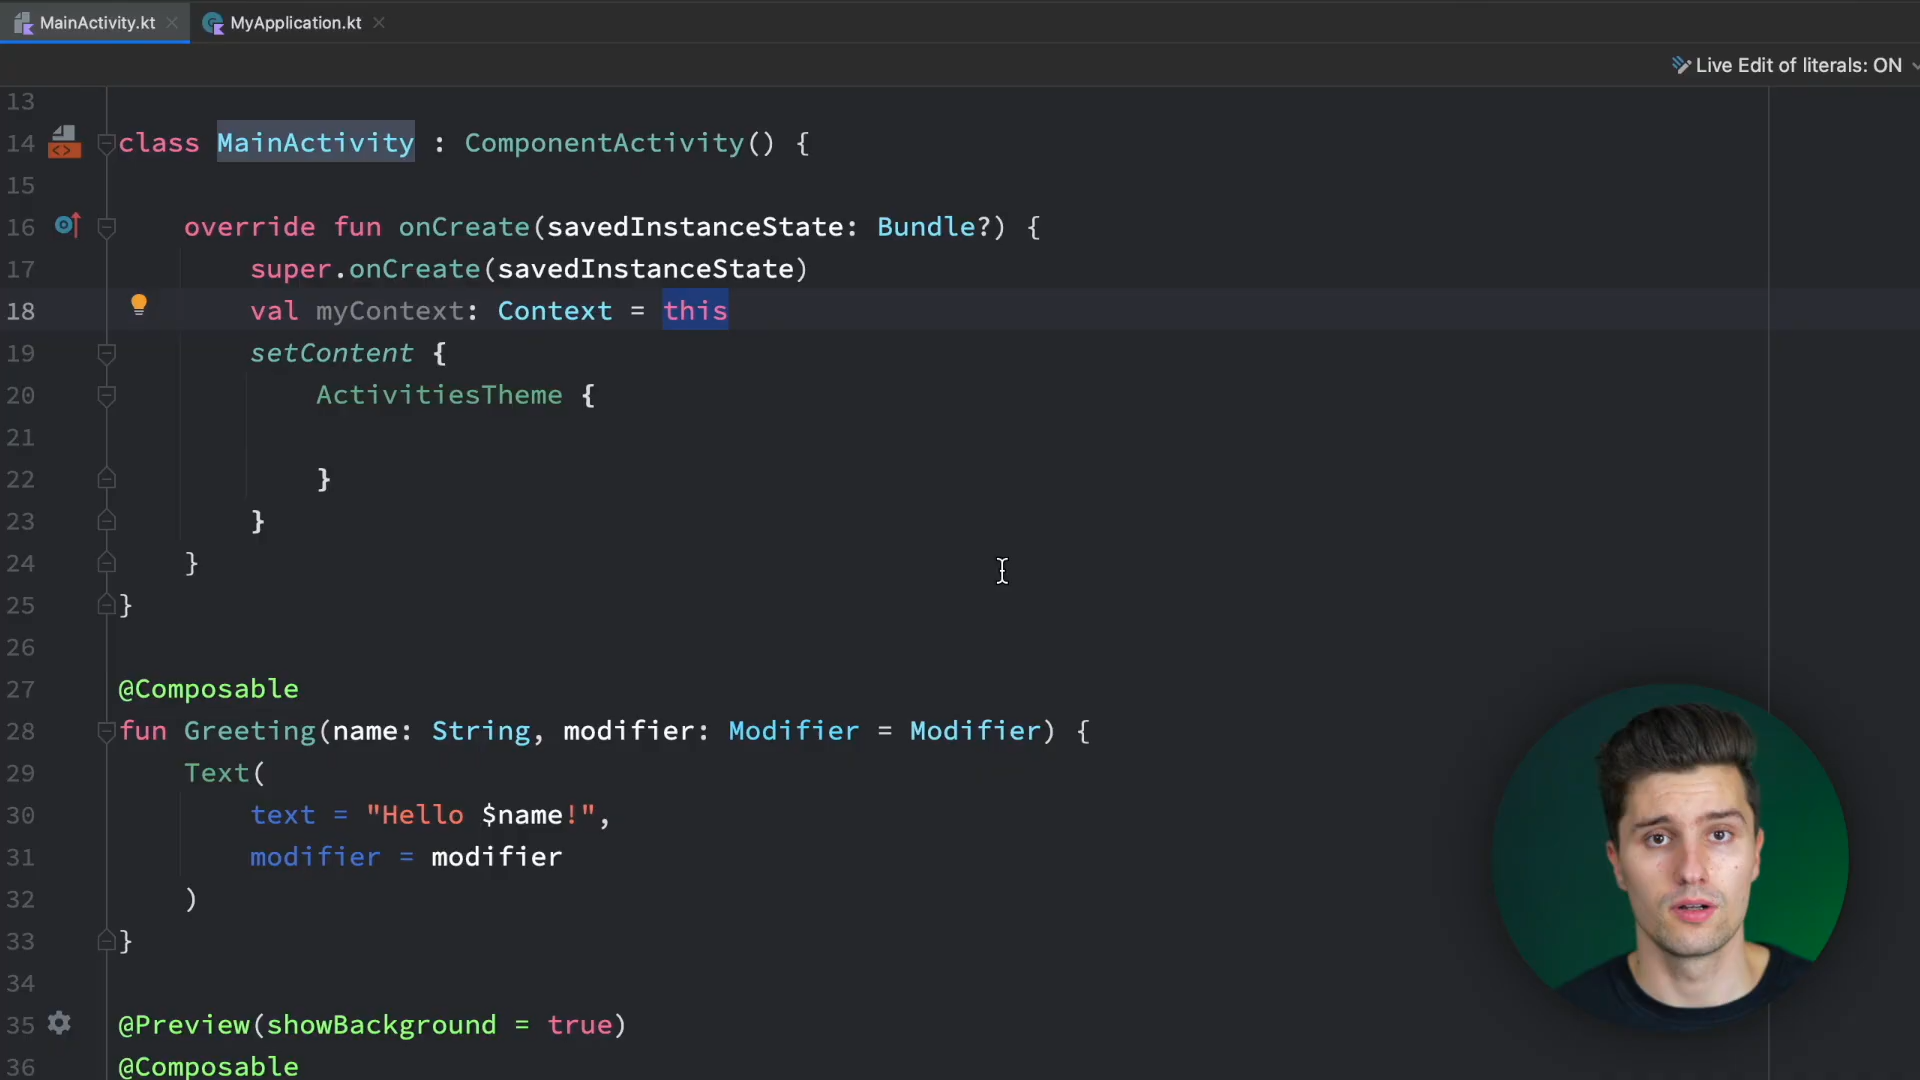 MainActivity.kt
MyApplication.kt
Live Edit of literals: ON
13
14 class MainActivity : ComponentActivity() {
15
16 override fun onCreate(savedInstanceState: Bundle?) {
17 super.onCreate(savedInstanceState)
18 val myContext: Context = this
19 setContent {
20 ActivitiesTheme {
21
22 }
23 }
24 }
25 }
26
27 @Composable
28 fun Greeting(name: String, modifier: Modifier = Modifier) {
29 Text(
30 text = "Hello $name!",
31 modifier = modifier
32 )
33 }
34
35 @Preview(showBackground = true)
36 @Composable